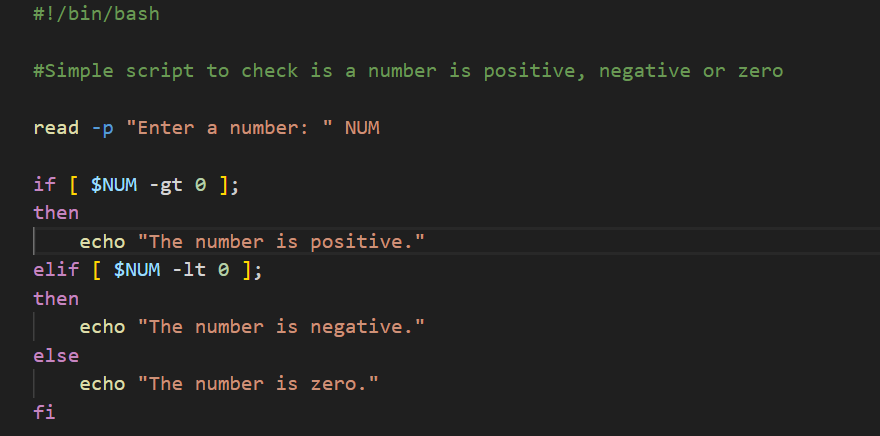 #!/bin/bash
#Simple script to check is a number is positive, negative or zero
read -p "Enter a number: " NUM
if [ $NUM -gt 0 ];
then
    echo "The number is positive."
elif [ $NUM -lt 0 ];
then
    echo "The number is negative."
else
    echo "The number is zero."
fi